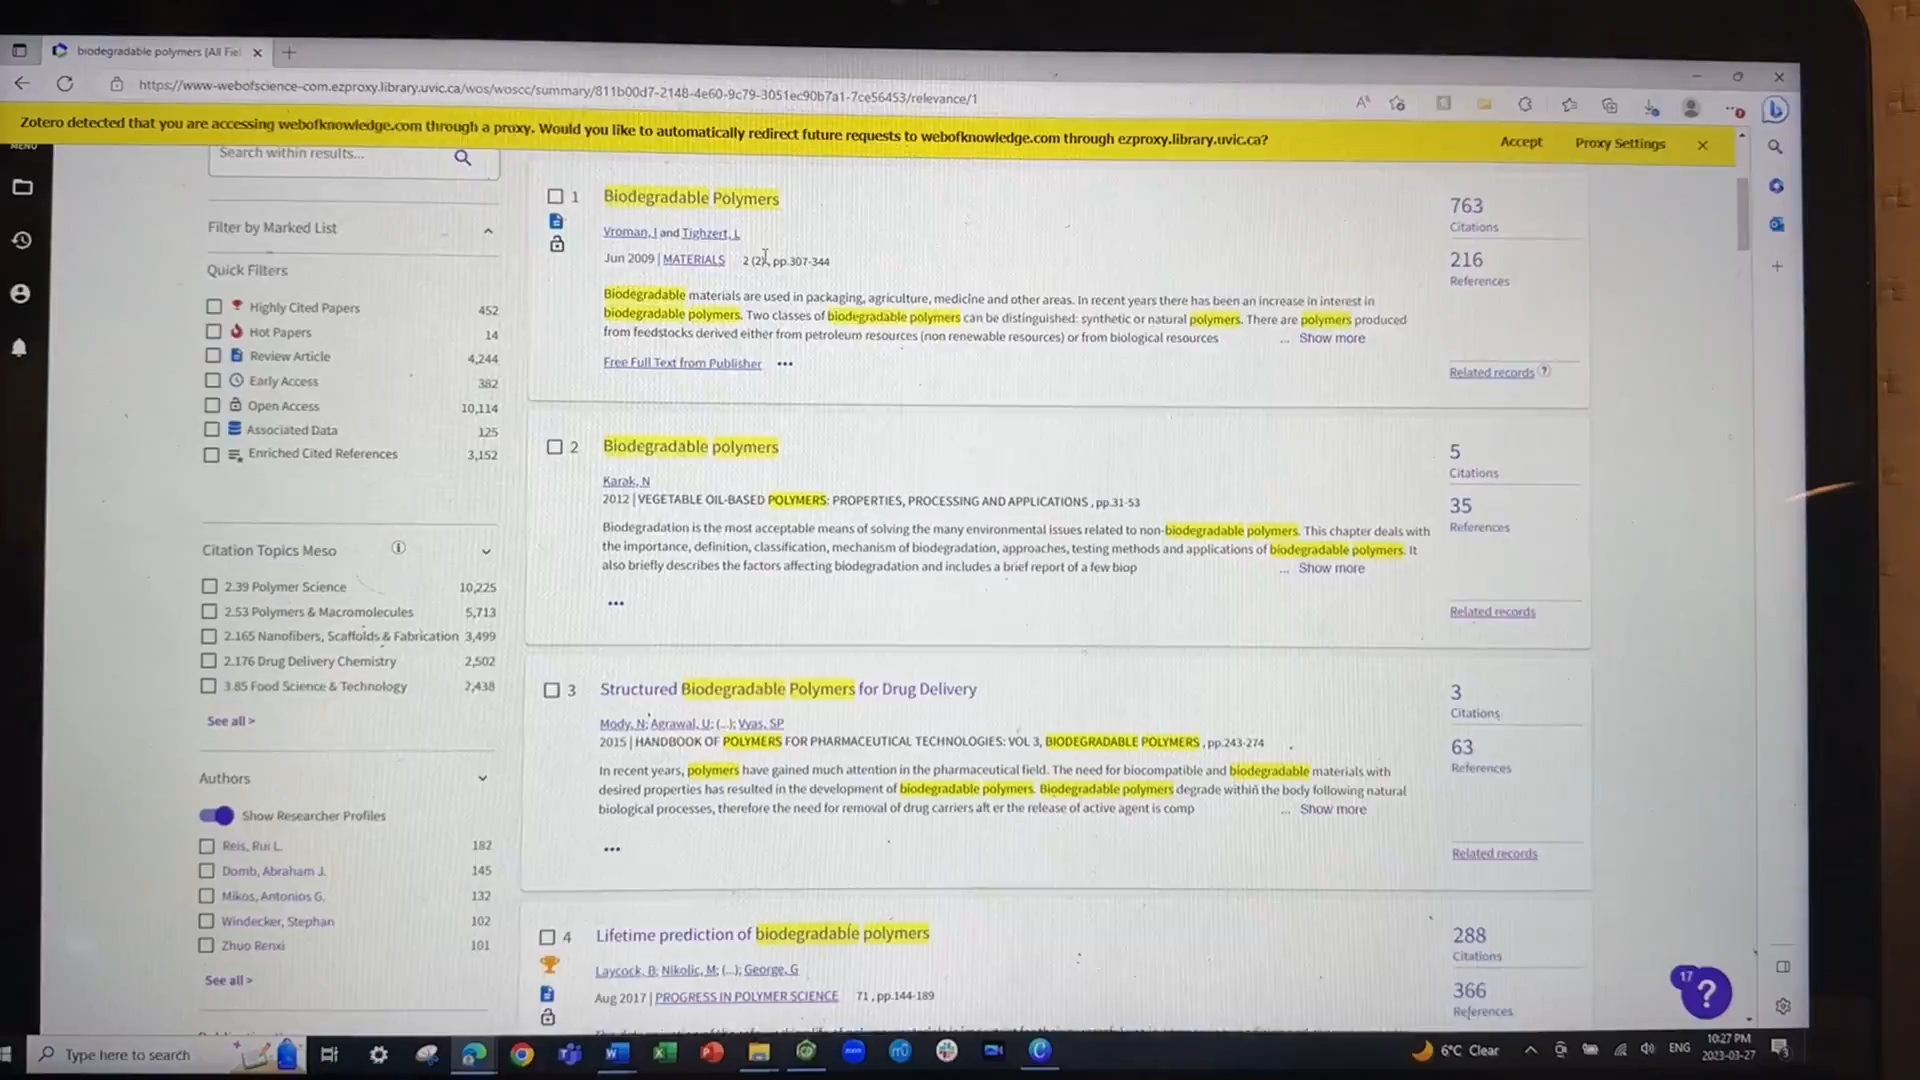 biodegradable polymers (All Fiel
https://www-webofscience-com.ezproxy.library.uvic.ca/wos/woscc/summary/811b00d7-2148-4e60-9c79-3051ec90b7a1-7ce56453/relevance/1
Zotero detected that you are accessing webofknowledge.com through a proxy. Would you like to automatically redirect future requests to webofknowledge.com through ezproxy.library.uvic.ca?
Accept
Proxy Settings
MENU
Search within results...
Filter by Marked List
Quick Filters
Highly Cited Papers 452
Hot Papers 14
Review Article 4,244
Early Access 382
Open Access 10,114
Associated Data 125
Enriched Cited References 3,152
Citation Topics Meso
2.39 Polymer Science 10,225
2.53 Polymers & Macromolecules 5,713
2.165 Nanofibers, Scaffolds & Fabrication 3,499
2.176 Drug Delivery Chemistry 2,502
3.85 Food Science & Technology 2,438
See all >
Authors
Show Researcher Profiles
Reis, Rui L. 182
Domb, Abraham J. 145
Mikos, Antonios G. 132
Windecker, Stephan 102
Zhuo Renxi 101
See all >
1 Biodegradable Polymers
Vroman, I and Tighzert, L
Jun 2009 | MATERIALS 2 (2), pp.307-344
Biodegradable materials are used in packaging, agriculture, medicine and other areas. In recent years there has been an increase in interest in
biodegradable polymers. Two classes of biodegradable polymers can be distinguished: synthetic or natural polymers. There are polymers produced
from feedstocks derived either from petroleum resources (non renewable resources) or from biological resources ... Show more
Free Full Text from Publisher •••
763
Citations
216
References
Related records ?
2 Biodegradable polymers
Karak, N
2012 | VEGETABLE OIL-BASED POLYMERS: PROPERTIES, PROCESSING AND APPLICATIONS , pp.31-53
Biodegradation is the most acceptable means of solving the many environmental issues related to non-biodegradable polymers. This chapter deals with
the importance, definition, classification, mechanism of biodegradation, approaches, testing methods and applications of biodegradable polymers. It
also briefly describes the factors affecting biodegradation and includes a brief report of a few biop ... Show more
•••
5
Citations
35
References
Related records
3 Structured Biodegradable Polymers for Drug Delivery
Mody, N; Agrawal, U; (...); Vyas, SP
2015 | HANDBOOK OF POLYMERS FOR PHARMACEUTICAL TECHNOLOGIES: VOL 3, BIODEGRADABLE POLYMERS , pp.243-274
In recent years, polymers have gained much attention in the pharmaceutical field. The need for biocompatible and biodegradable materials with
desired properties has resulted in the development of biodegradable polymers. Biodegradable polymers degrade within the body following natural
biological processes, therefore the need for removal of drug carriers aft er the release of active agent is comp ... Show more
•••
3
Citations
63
References
Related records
4 Lifetime prediction of biodegradable polymers
Laycock, B; Nikolic, M; (...); George, G
Aug 2017 | PROGRESS IN POLYMER SCIENCE 71 , pp.144-189
288
Citations
366
References
17
?
Type here to search
6°C Clear
ENG
10:27 PM
2023-03-27
3